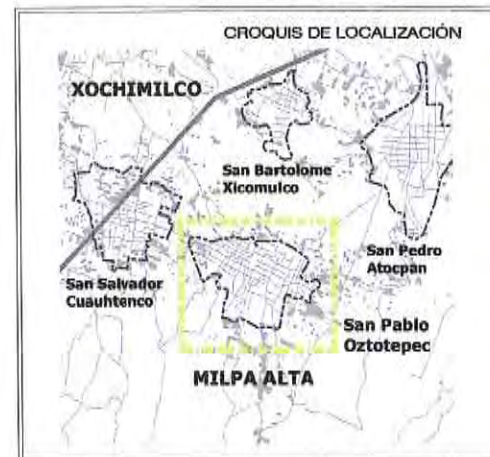 CROQUIS DE LOCALIZACIÓN
XOCHIMILCO
San Bartolome
Xicomulco
San Pedro
Atocpan
San Salvador
Cuauhtenco
San Pablo
Oztotepec
MILPA ALTA